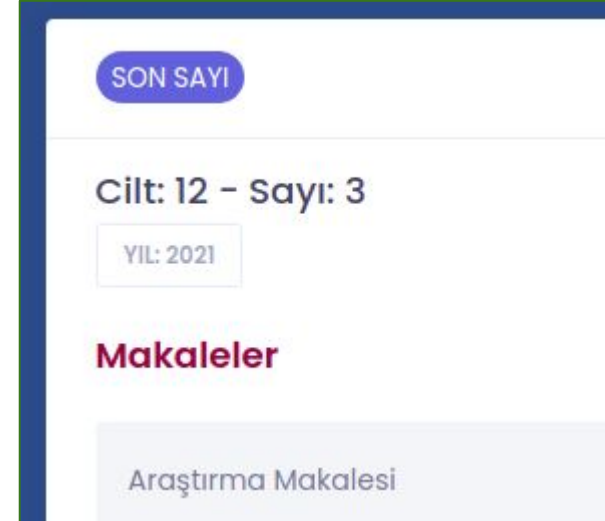 SON SAYI
Cilt: 12 - Sayı: 3
YIL: 2021
Makaleler
Araştırma Makalesi